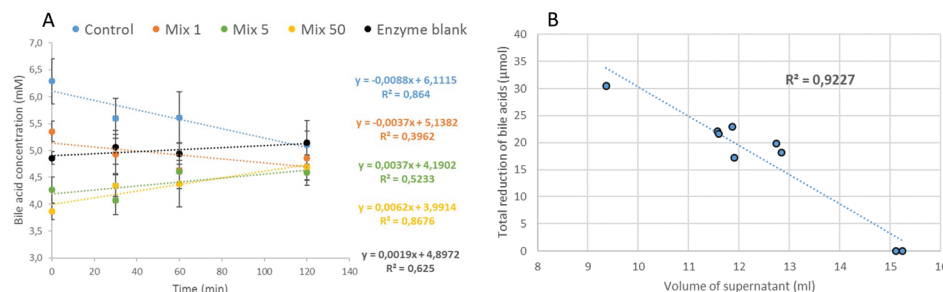 A
Control Mix 1 Mix 5 Mix 50 Enzyme blank
Bile acid concentration (mM)
7,0
6,5
6,0
5,5
5,0
4,5
4,0
3,5
3,0
0 20 40 60 80 100 120 140
Time (min)
y = -0,0088x + 6,1115
R² = 0,864
y = -0,0037x + 5,1382
R² = 0,3962
y = 0,0037x + 4,1902
R² = 0,5233
y = 0,0062x + 3,9914
R² = 0,8676
y = 0,0019x + 4,8972
R² = 0,625
B
Total reduction of bile acids (µmol)
40
35
30
25
20
15
10
5
0
R² = 0,9227
8 9 10 11 12 13 14 15 16
Volume of supernatant (ml)